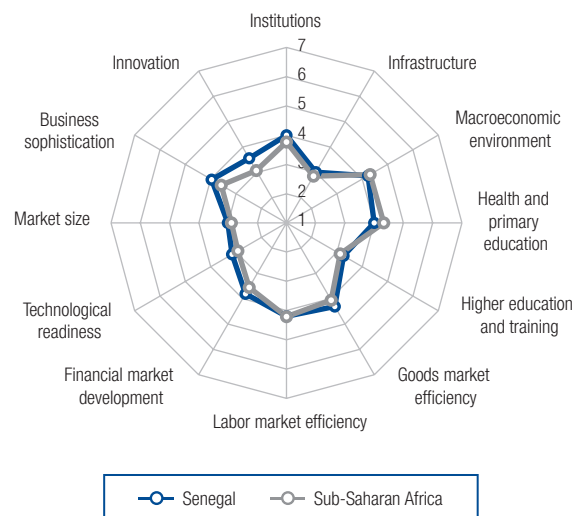 Institutions
7
6
5
4
3
2
1
Infrastructure
Macroeconomic
environment
Health and
primary
education
Higher education
and training
Goods market
efficiency
Labor market efficiency
Financial market
development
Technological
readiness
Market size
Business
sophistication
Innovation
Senegal
Sub-Saharan Africa